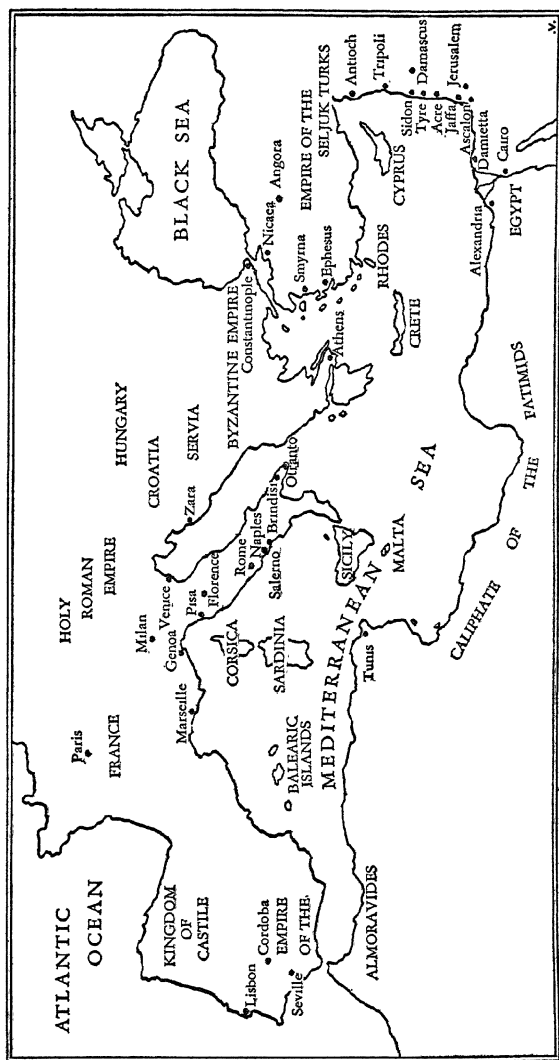 ATLANTIC
OCEAN
Paris
FRANCE
HOLY
ROMAN
EMPIRE
HUNGARY
CROATIA
SERVIA
Zara
Milan
Venice
Genoa
Pisa
Florence
Marseille
KINGDOM
OF
CASTILE
Lisbon
Cordoba
EMPIRE
OF THE
Seville
ALMORAVIDES
BALEARIC
ISLANDS
CORSICA
SARDINIA
Rome
Naples
Salerno
Brindisi
Otranto
SICILY
MALTA
MEDITERRANEAN
SEA
Tunis
CALIPHATE
OF
THE
FATIMIDS
BLACK SEA
BYZANTINE EMPIRE
Constantinople
Nicaea
Angora
Smyrna
Ephesus
Athens
EMPIRE OF THE
SELJUK TURKS
RHODES
CRETE
CYPRUS
Antioch
Tripoli
Damascus
Sidon
Tyre
Acre
Jaffa
Jerusalem
Ascalon
Damietta
Cairo
Alexandria
EGYPT
V.